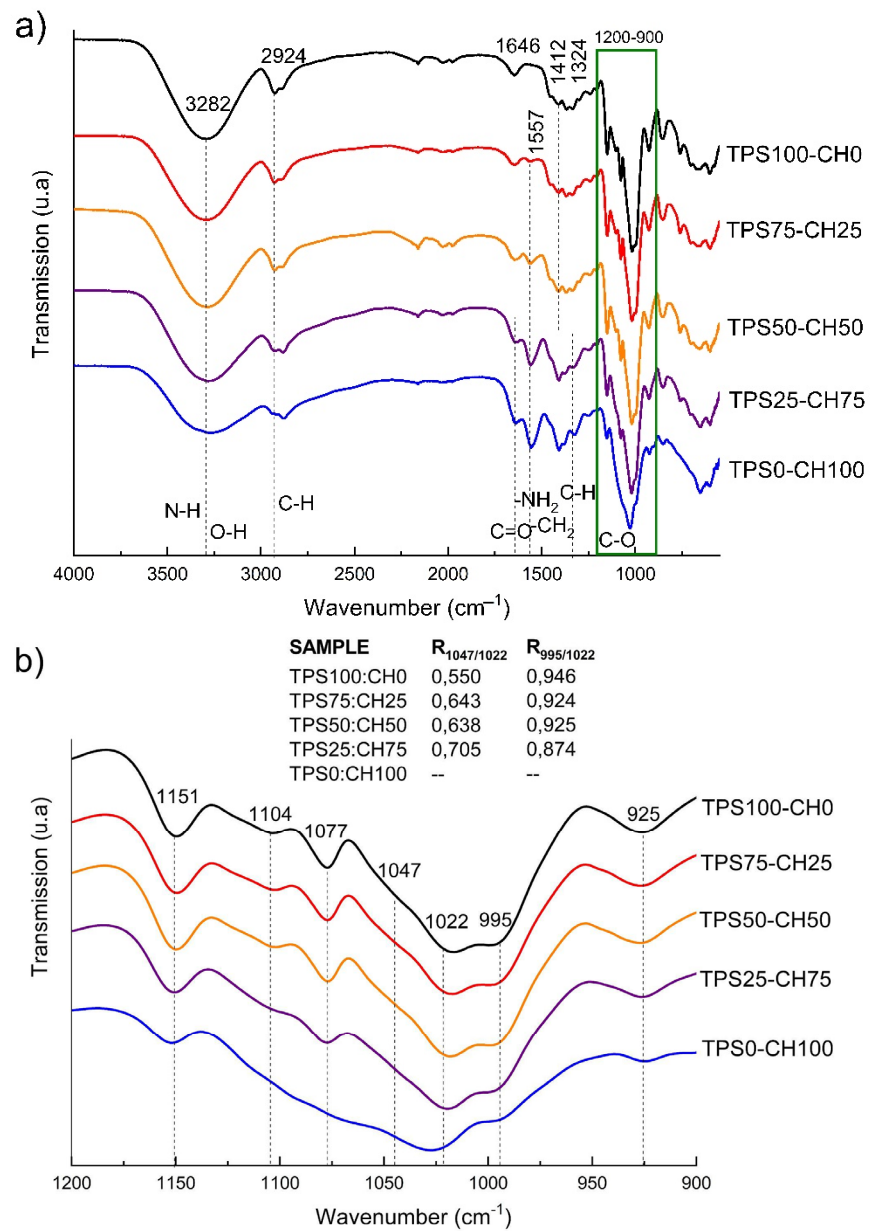 a)
1200-900
2924
1646
1412
1324
3282
1557
TPS100-CH0
TPS75-CH25
TPS50-CH50
TPS25-CH75
TPS0-CH100
Transmission (u.a)
N-H
O-H
C-H
-NH₂
C-H
C=O
-CH₂
C-O
4000 3500 3000 2500 2000 1500 1000
Wavenumber (cm⁻¹)
b)
SAMPLE R₁₀₄₇/₁₀₂₂ R₉₉₅/₁₀₂₂
TPS100:CH0 0,550 0,946
TPS75:CH25 0,643 0,924
TPS50:CH50 0,638 0,925
TPS25:CH75 0,705 0,874
TPS0:CH100 -- --
1151
1104
1077
1047
1022
995
925
TPS100-CH0
TPS75-CH25
TPS50-CH50
TPS25-CH75
TPS0-CH100
Transmission (u.a)
1200 1150 1100 1050 1000 950 900
Wavenumber (cm⁻¹)